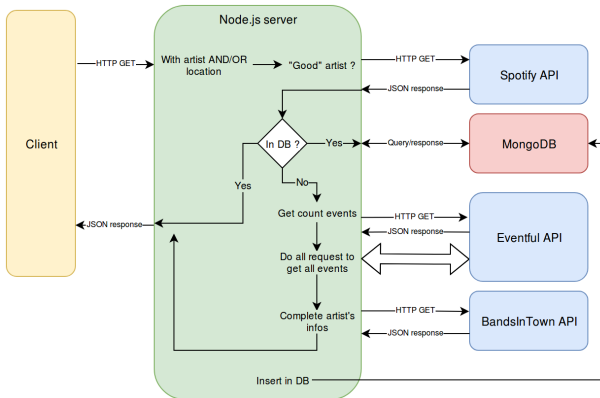 Node.js server
HTTP GET
With artist AND/OR
location
"Good" artist ?
HTTP GET
Spotify API
JSON response
Client
In DB ?
Yes
Query/response
MongoDB
Yes
No
JSON response
Get count events
HTTP GET
JSON response
Eventful API
Do all request to
get all events
Complete artist's
infos
HTTP GET
JSON response
BandsInTown API
Insert in DB